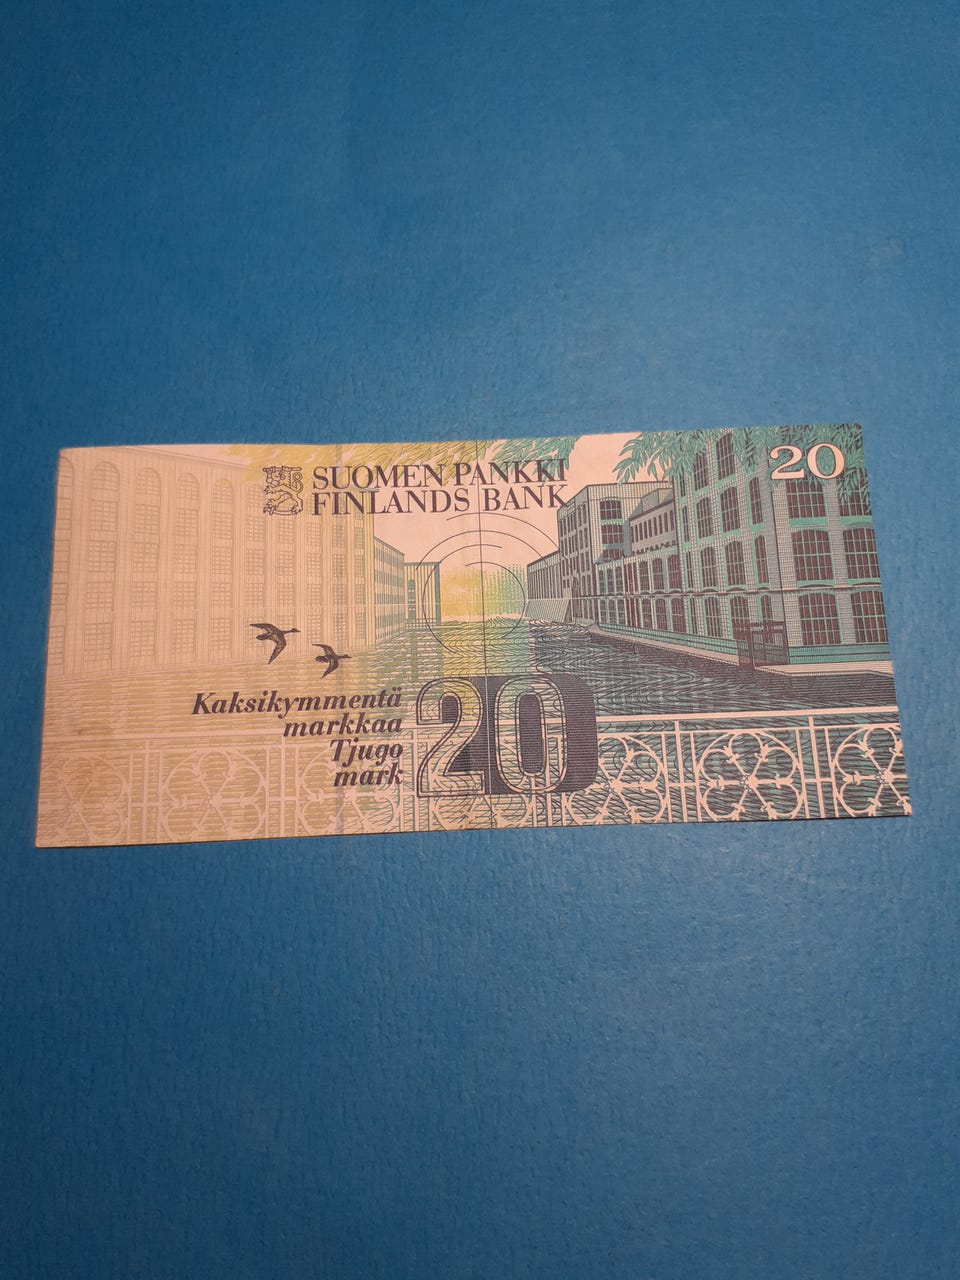 SUOMEN PANKKI
FINLANDS BANK
20
Kaksikymmentä
markkaa
Tjugo
mark
20